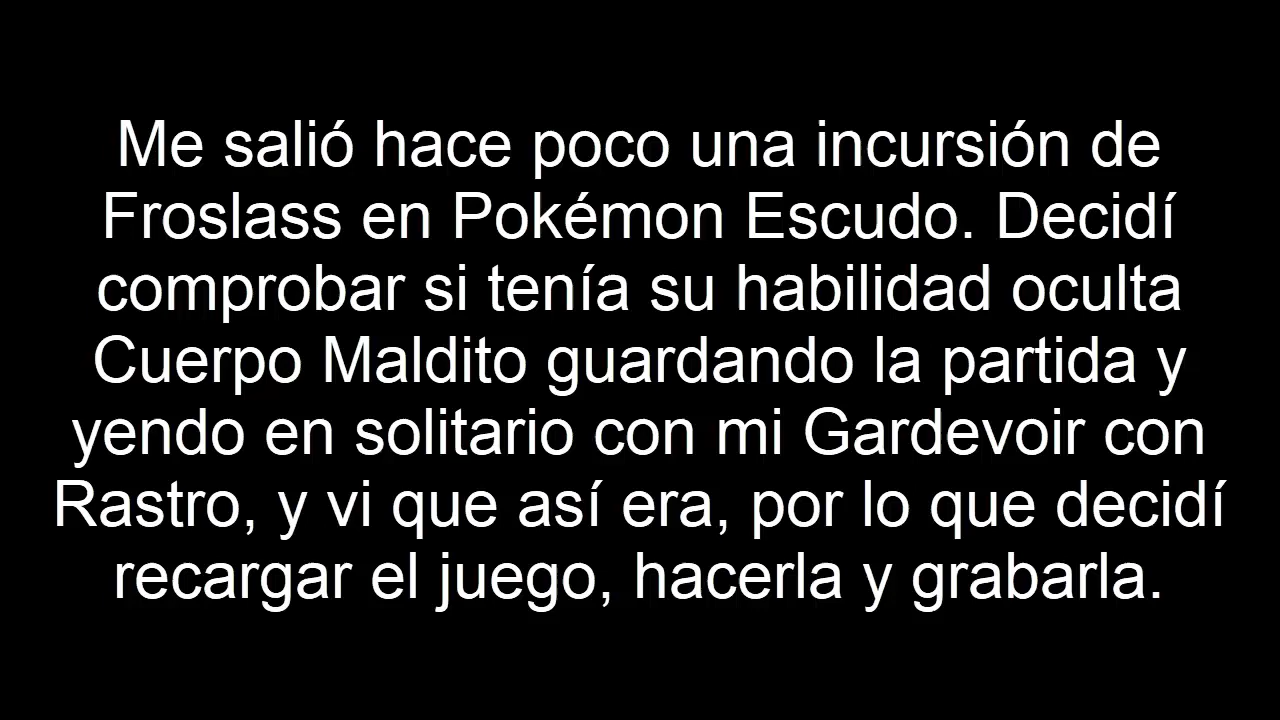 Me salió hace poco una incursión de
Froslass en Pokémon Escudo. Decidí
comprobar si tenía su habilidad oculta
Cuerpo Maldito guardando la partida y
yendo en solitario con mi Gardevoir con
Rastro, y vi que así era, por lo que decidí
recargar el juego, hacerla y grabarla.